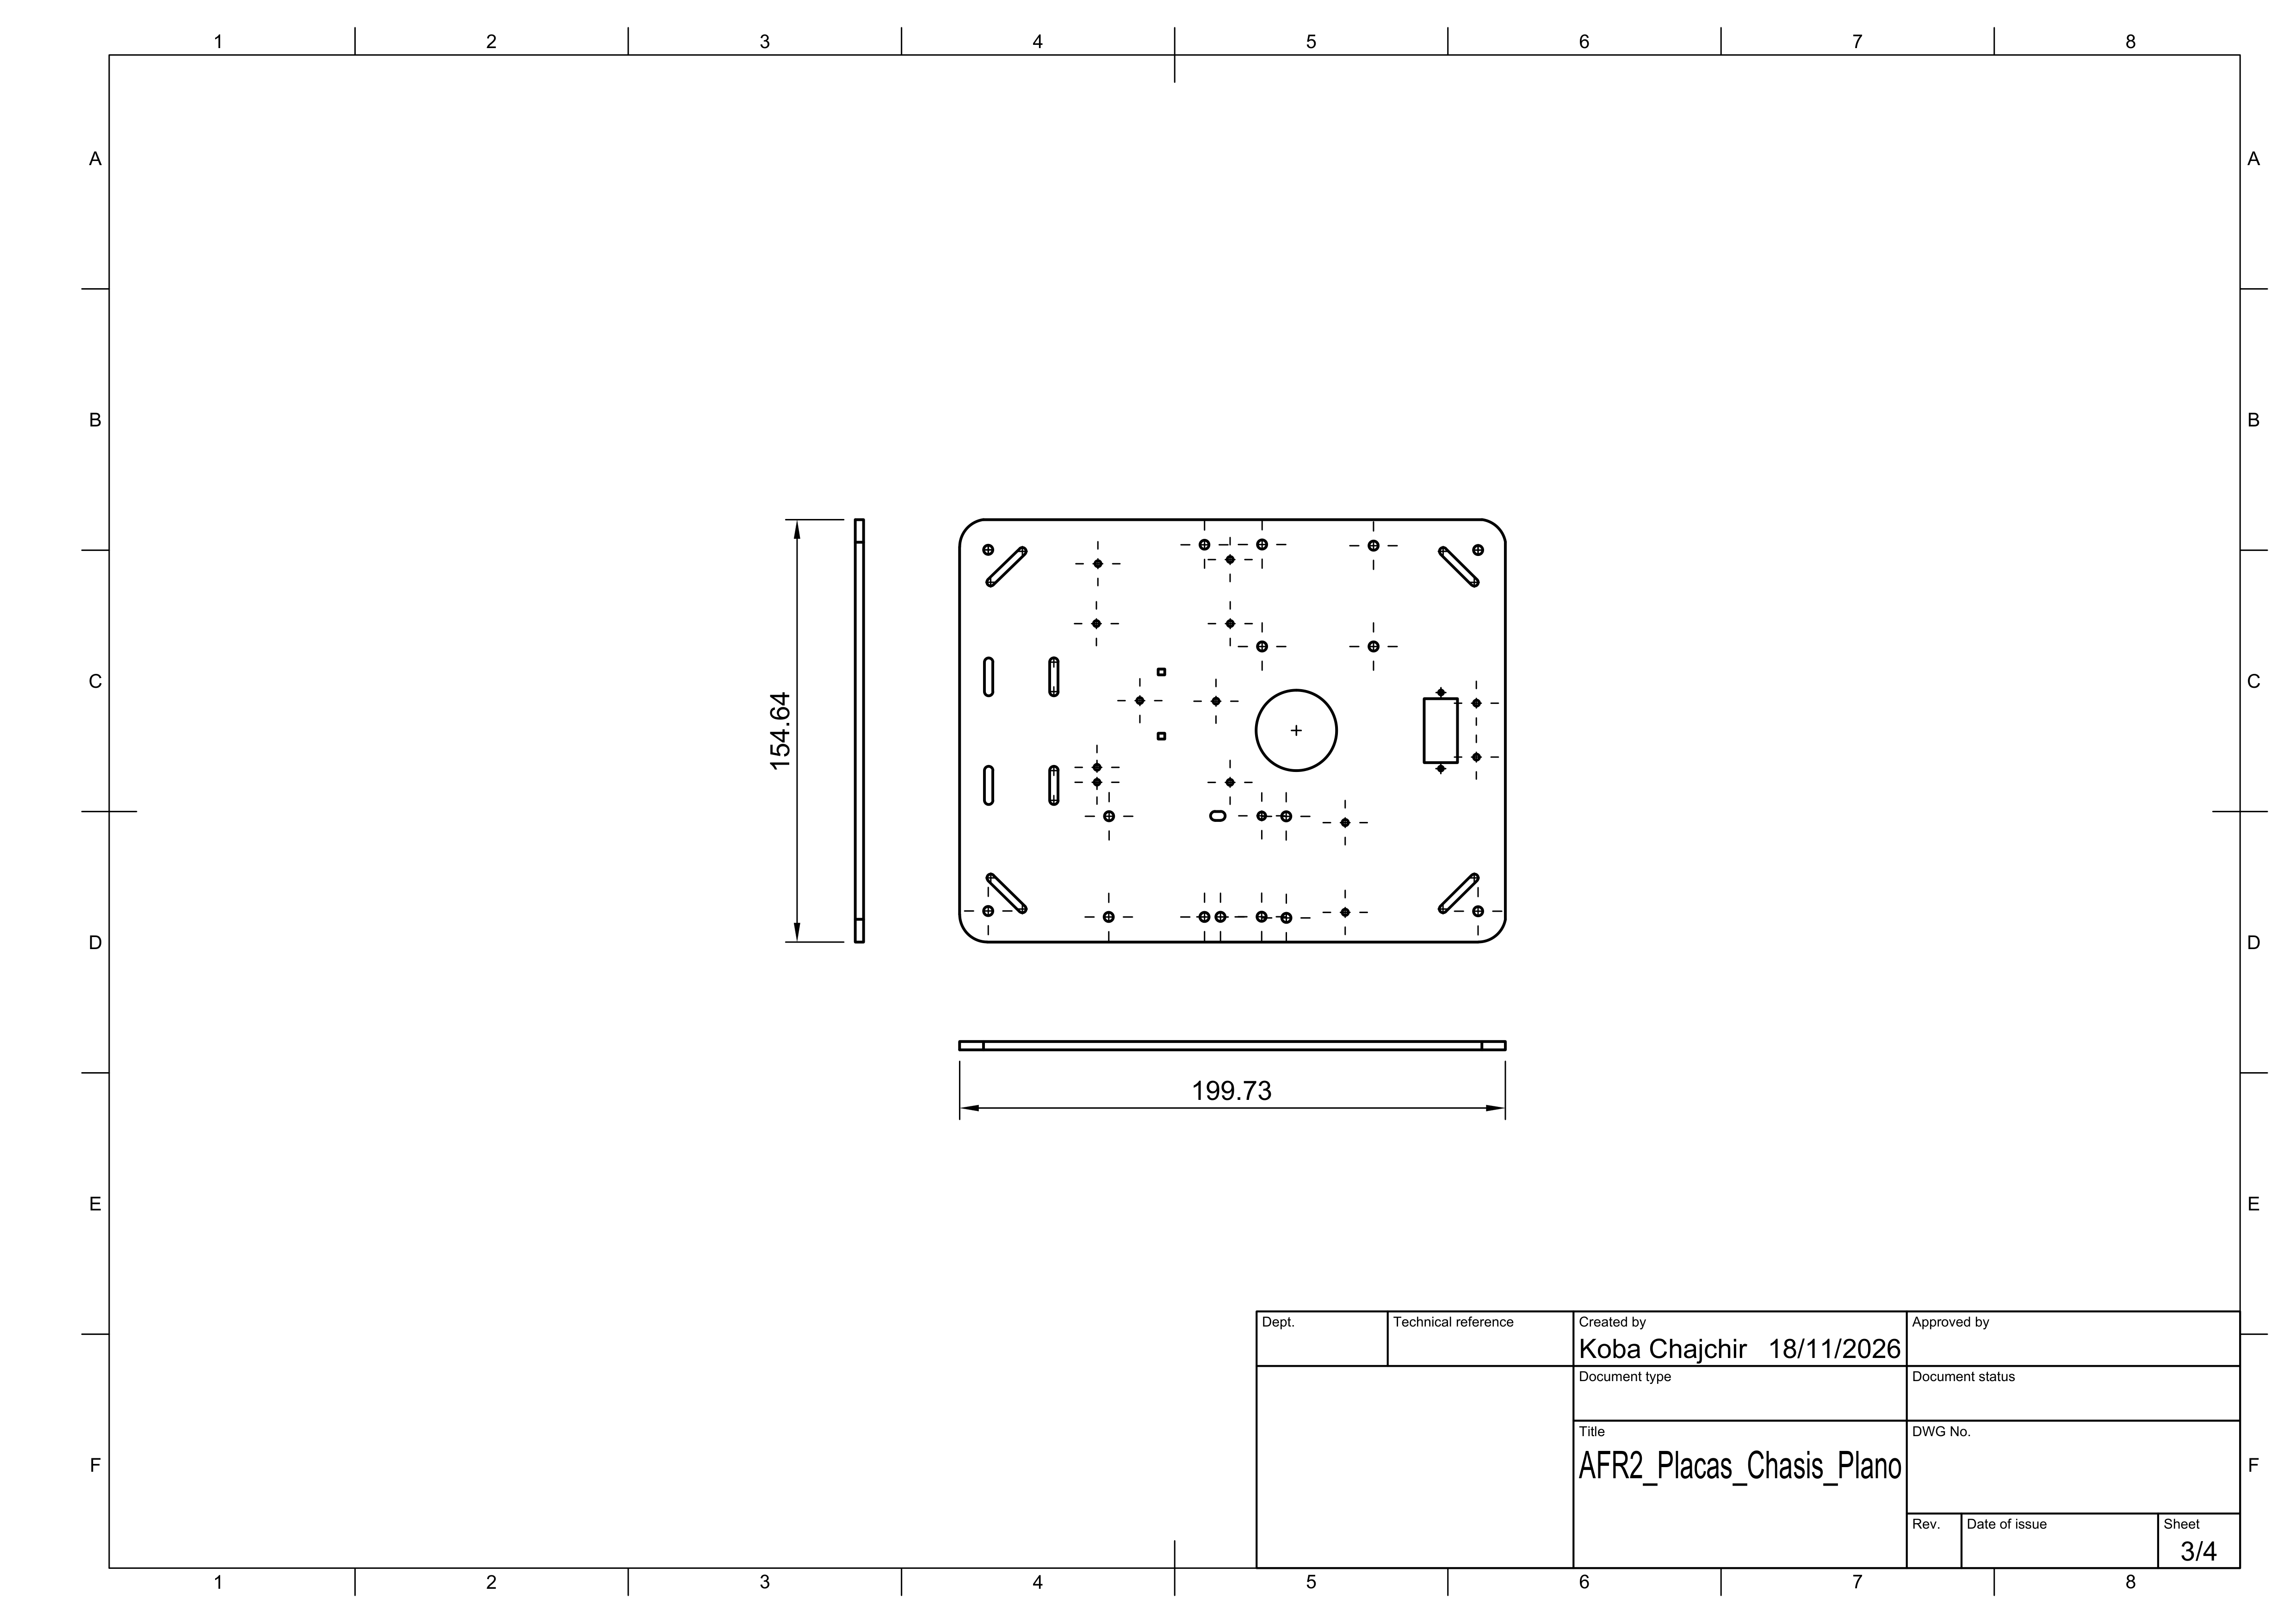 1 2 3 4 5 6 7 8
A A
B B
C C
154.64
D D
199.73
E E
Dept. Technical reference Created by Approved by
Koba Chajchir 18/11/2026
Document type Document status
Title DWG No.
AFR2_Placas_Chasis_Plano
F F
Rev. Date of issue Sheet
3/4
1 2 3 4 5 6 7 8